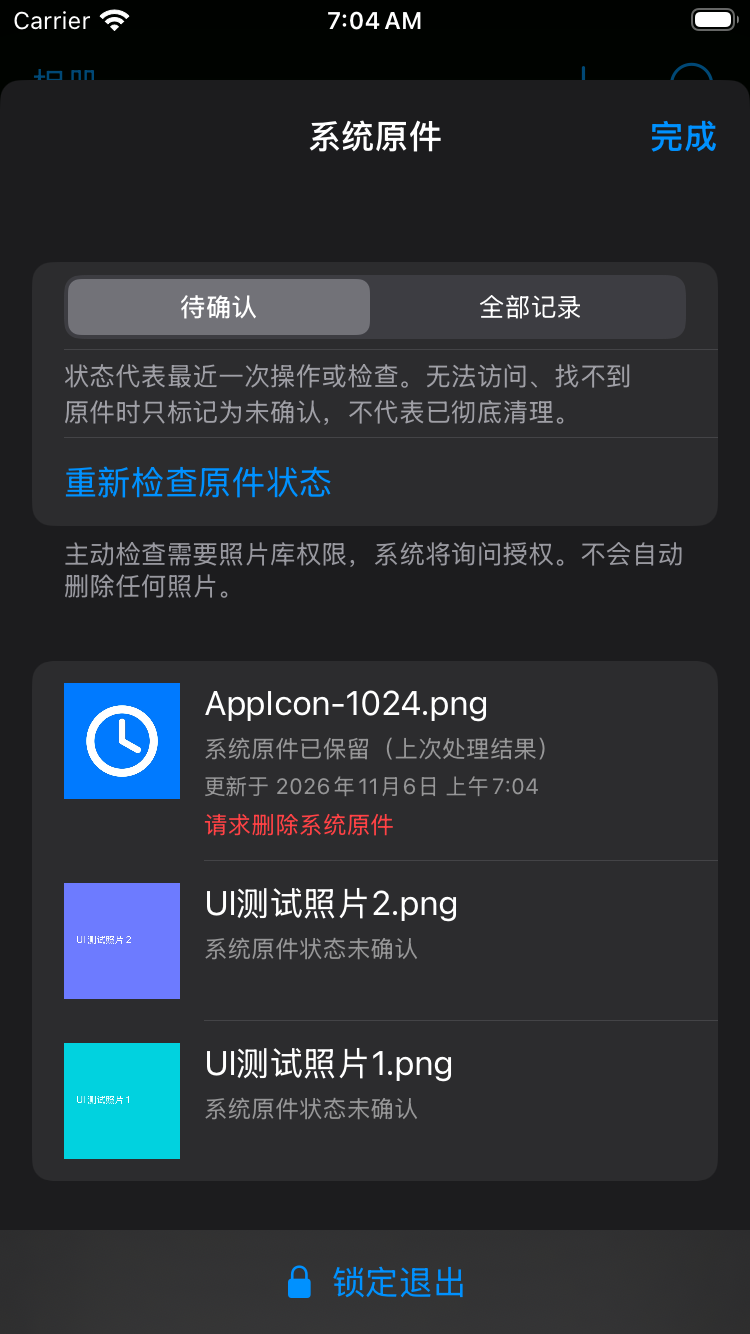 Carrier 7:04 AM
系统原件 完成
待确认 全部记录
状态代表最近一次操作或检查。无法访问、找不到
原件时只标记为未确认，不代表已彻底清理。
重新检查原件状态
主动检查需要照片库权限，系统将询问授权。不会自动
删除任何照片。
AppIcon-1024.png
系统原件已保留（上次处理结果）
更新于 2026年11月6日 上午7:04
请求删除系统原件
UI测试照片2.png
UI测试照片2
系统原件状态未确认
UI测试照片1.png
UI测试照片1
系统原件状态未确认
锁定退出